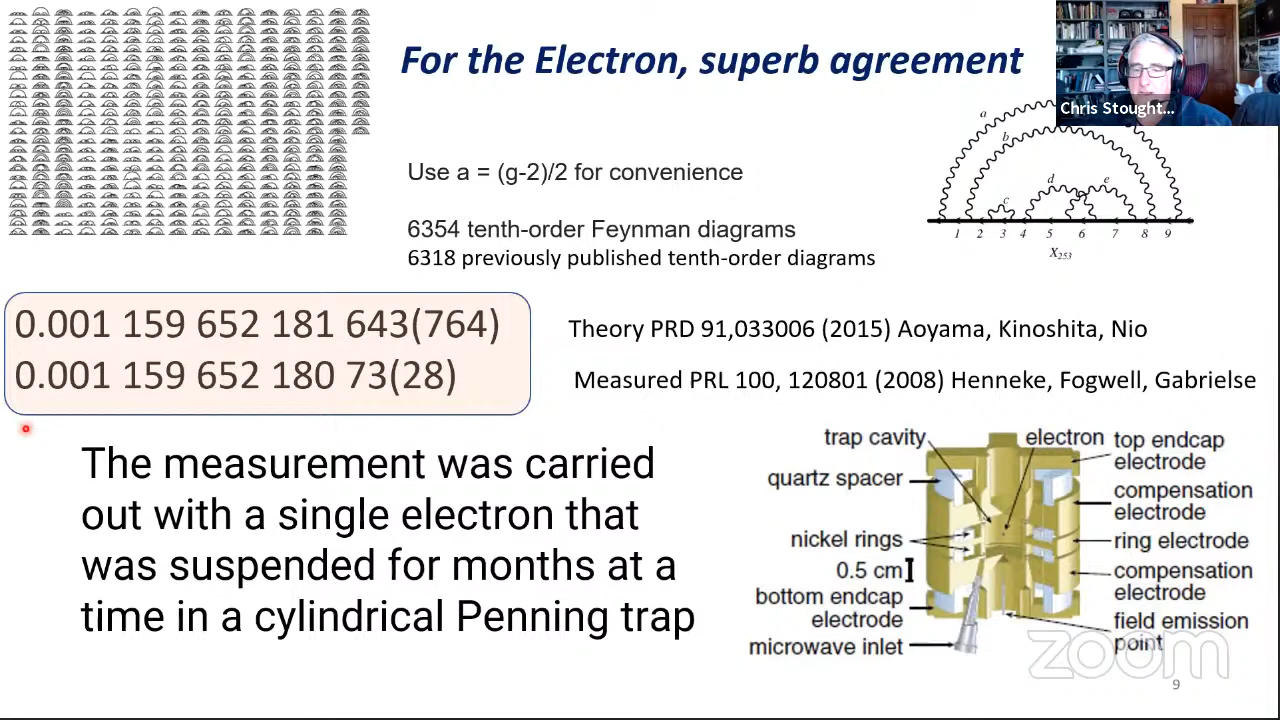 For the Electron, superb agreement
Chris Stought...
a
b
c
d
e
1 2 3 4 5 6 7 8 9
X253
Use a = (g-2)/2 for convenience
6354 tenth-order Feynman diagrams
6318 previously published tenth-order diagrams
0.001 159 652 181 643(764)
Theory PRD 91,033006 (2015) Aoyama, Kinoshita, Nio
0.001 159 652 180 73(28)
Measured PRL 100, 120801 (2008) Henneke, Fogwell, Gabrielse
The measurement was carried
out with a single electron that
was suspended for months at a
time in a cylindrical Penning trap
trap cavity
quartz spacer
nickel rings
0.5 cm
bottom endcap
electrode
microwave inlet
electron
top endcap
electrode
compensation
electrode
ring electrode
compensation
electrode
field emission
point
zoom
9